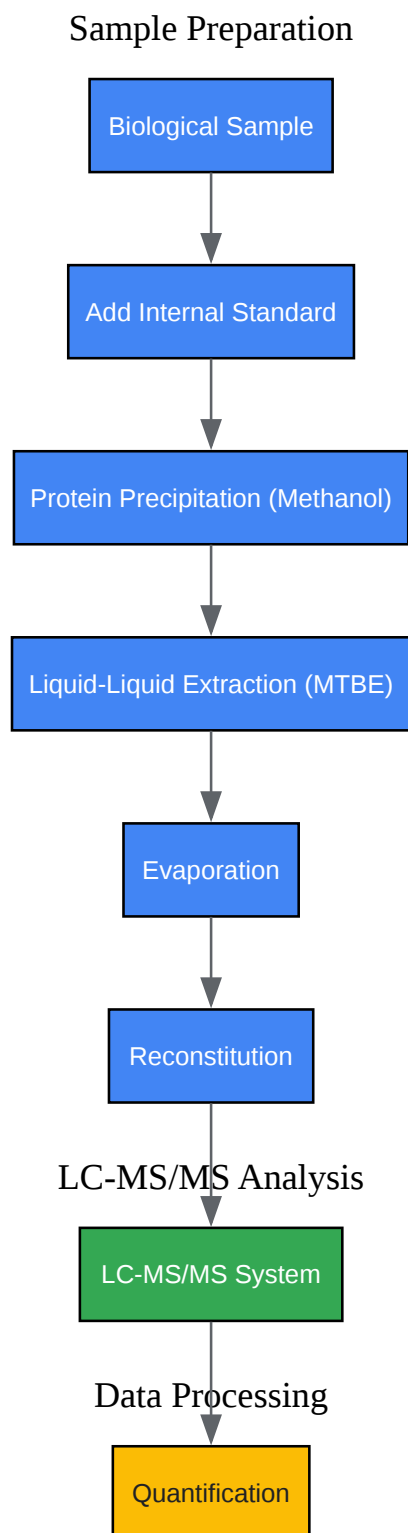 Sample Preparation
Biological Sample
Add Internal Standard
Protein Precipitation (Methanol)
Liquid-Liquid Extraction (MTBE)
Evaporation
Reconstitution
LC-MS/MS Analysis
LC-MS/MS System
Data Processing
Quantification